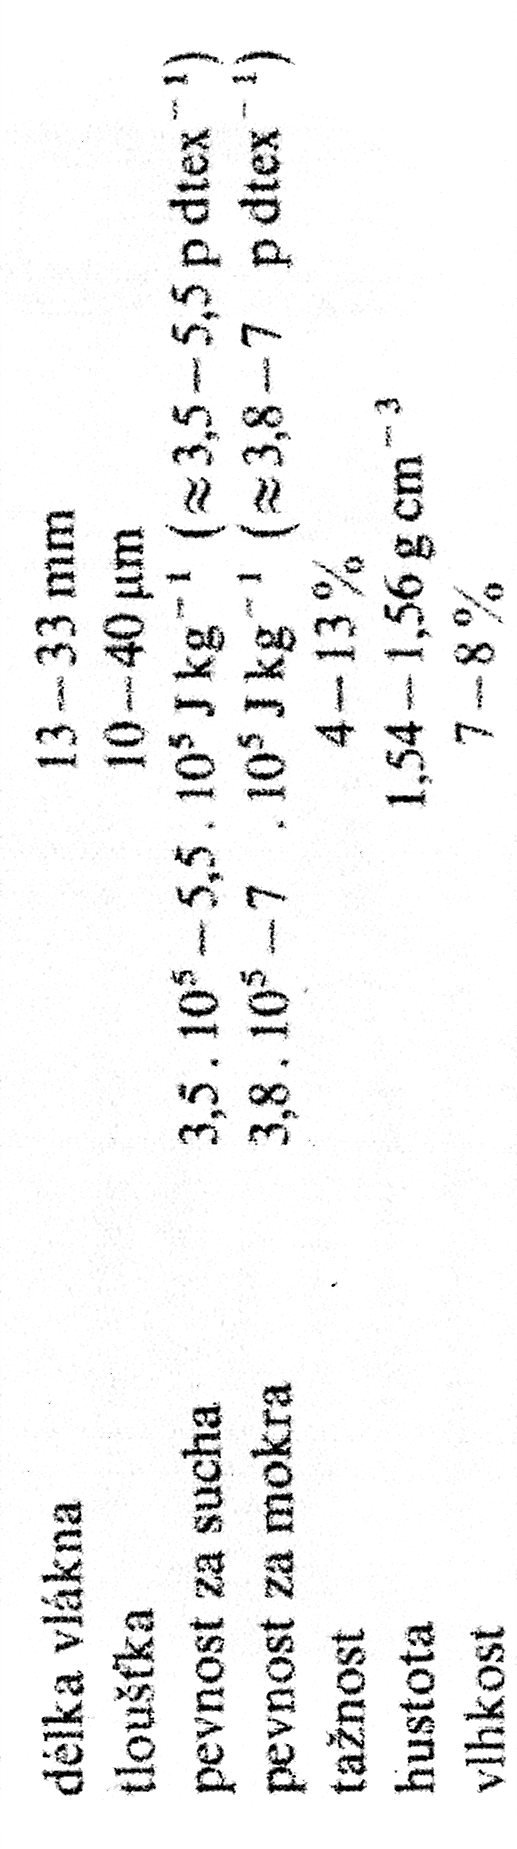 délka vlákna 13—33 mm
tloušťka 10—40 μm
pevnost za sucha 3,5 . 10⁵ — 5,5 . 10⁵ J kg⁻¹ (≈3,5—5,5 p dtex⁻¹)
pevnost za mokra 3,8 . 10⁵ —7 . 10⁵ J kg⁻¹ (≈3,8—7 p dtex⁻¹)
tažnost 4—13 %
hustota 1,54—1,56 g cm⁻³
vlhkost 7—8 %